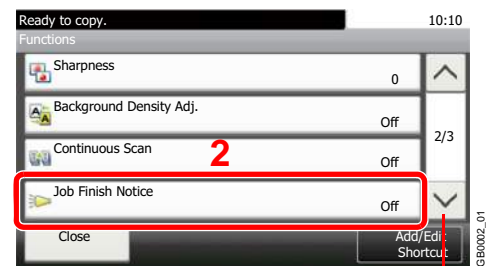 Ready to copy. 10:10
Functions
Sharpness 0
Background Density Adj. Off
2/3
Continuous Scan Off
2
Job Finish Notice Off
Close
Add/Edit
Shortcut
GB0002_01